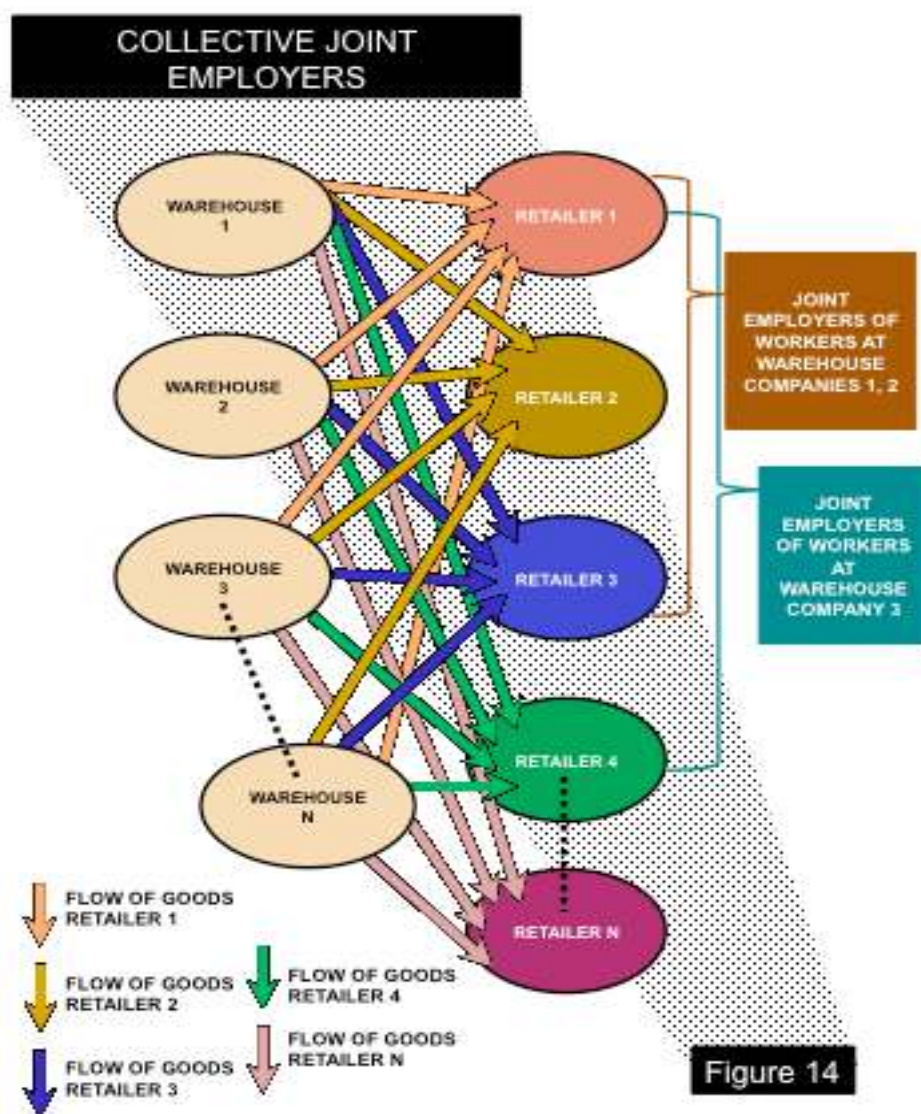 COLLECTIVE JOINT
EMPLOYERS
WAREHOUSE
1
RETAILER 1
JOINT
EMPLOYERS OF
WORKERS AT
WAREHOUSE
COMPANIES 1, 2
WAREHOUSE
2
RETAILER 2
JOINT
EMPLOYERS
OF WORKERS
AT
WAREHOUSE
COMPANY 3
WAREHOUSE
3
RETAILER 3
RETAILER 4
WAREHOUSE
N
RETAILER N
FLOW OF GOODS
RETAILER 1
FLOW OF GOODS
RETAILER 2
FLOW OF GOODS
RETAILER 3
FLOW OF GOODS
RETAILER 4
FLOW OF GOODS
RETAILER N
Figure 14